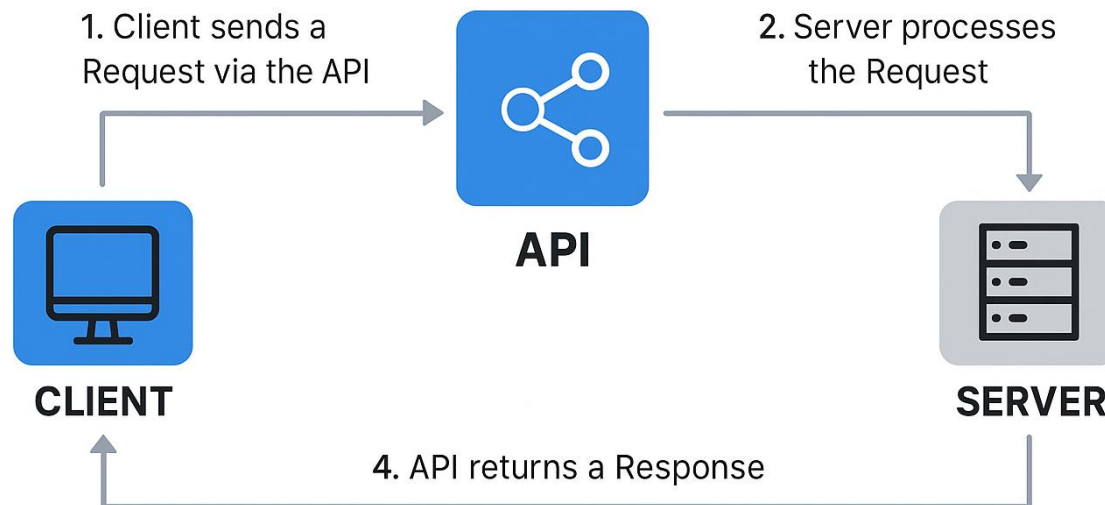 1. Client sends a
Request via the API
2. Server processes
the Request
API
CLIENT
SERVER
4. API returns a Response